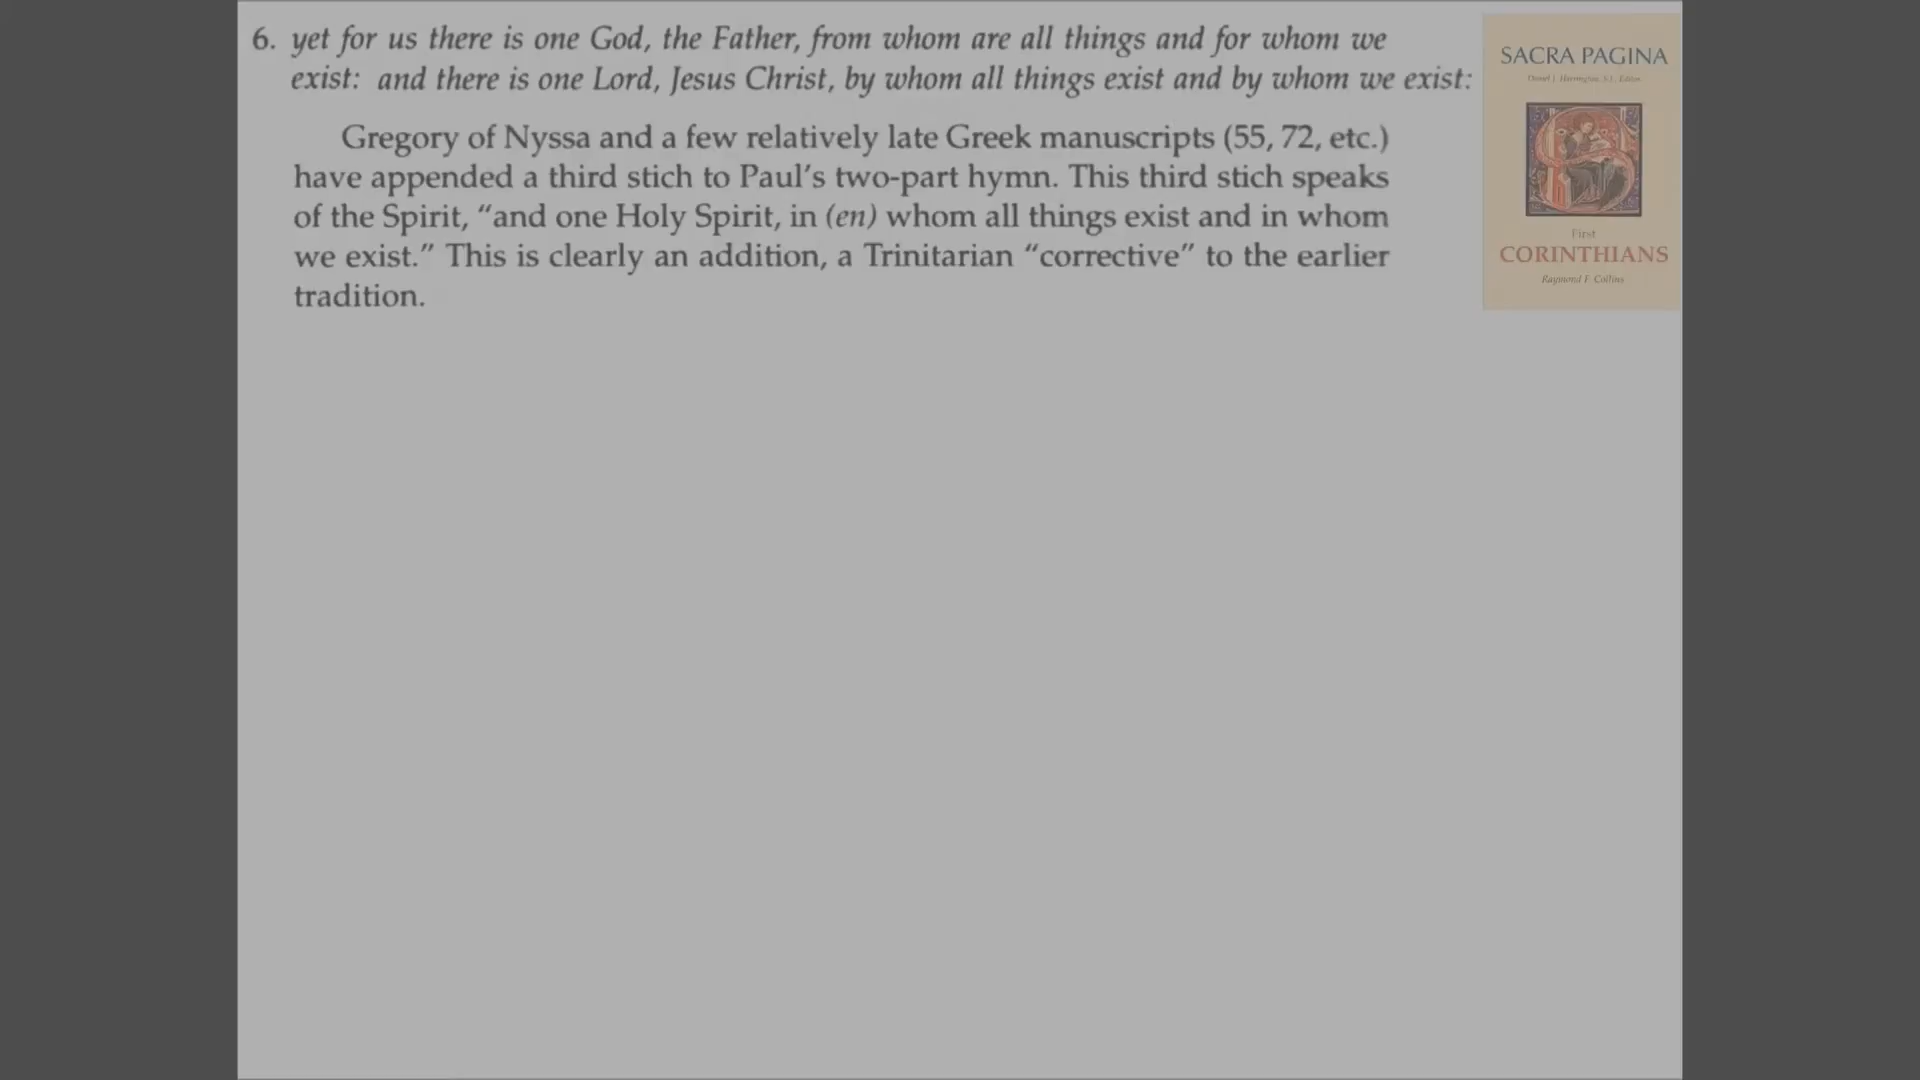 6. yet for us there is one God, the Father, from whom are all things and for whom we
exist: and there is one Lord, Jesus Christ, by whom all things exist and by whom we exist:
Gregory of Nyssa and a few relatively late Greek manuscripts (55, 72, etc.)
have appended a third stich to Paul's two-part hymn. This third stich speaks
of the Spirit, “and one Holy Spirit, in (en) whom all things exist and in whom
we exist.” This is clearly an addition, a Trinitarian “corrective” to the earlier
tradition.
SACRA PAGINA
Daniel J. Harrington, S.J., Editor
First
CORINTHIANS
Raymond F. Collins